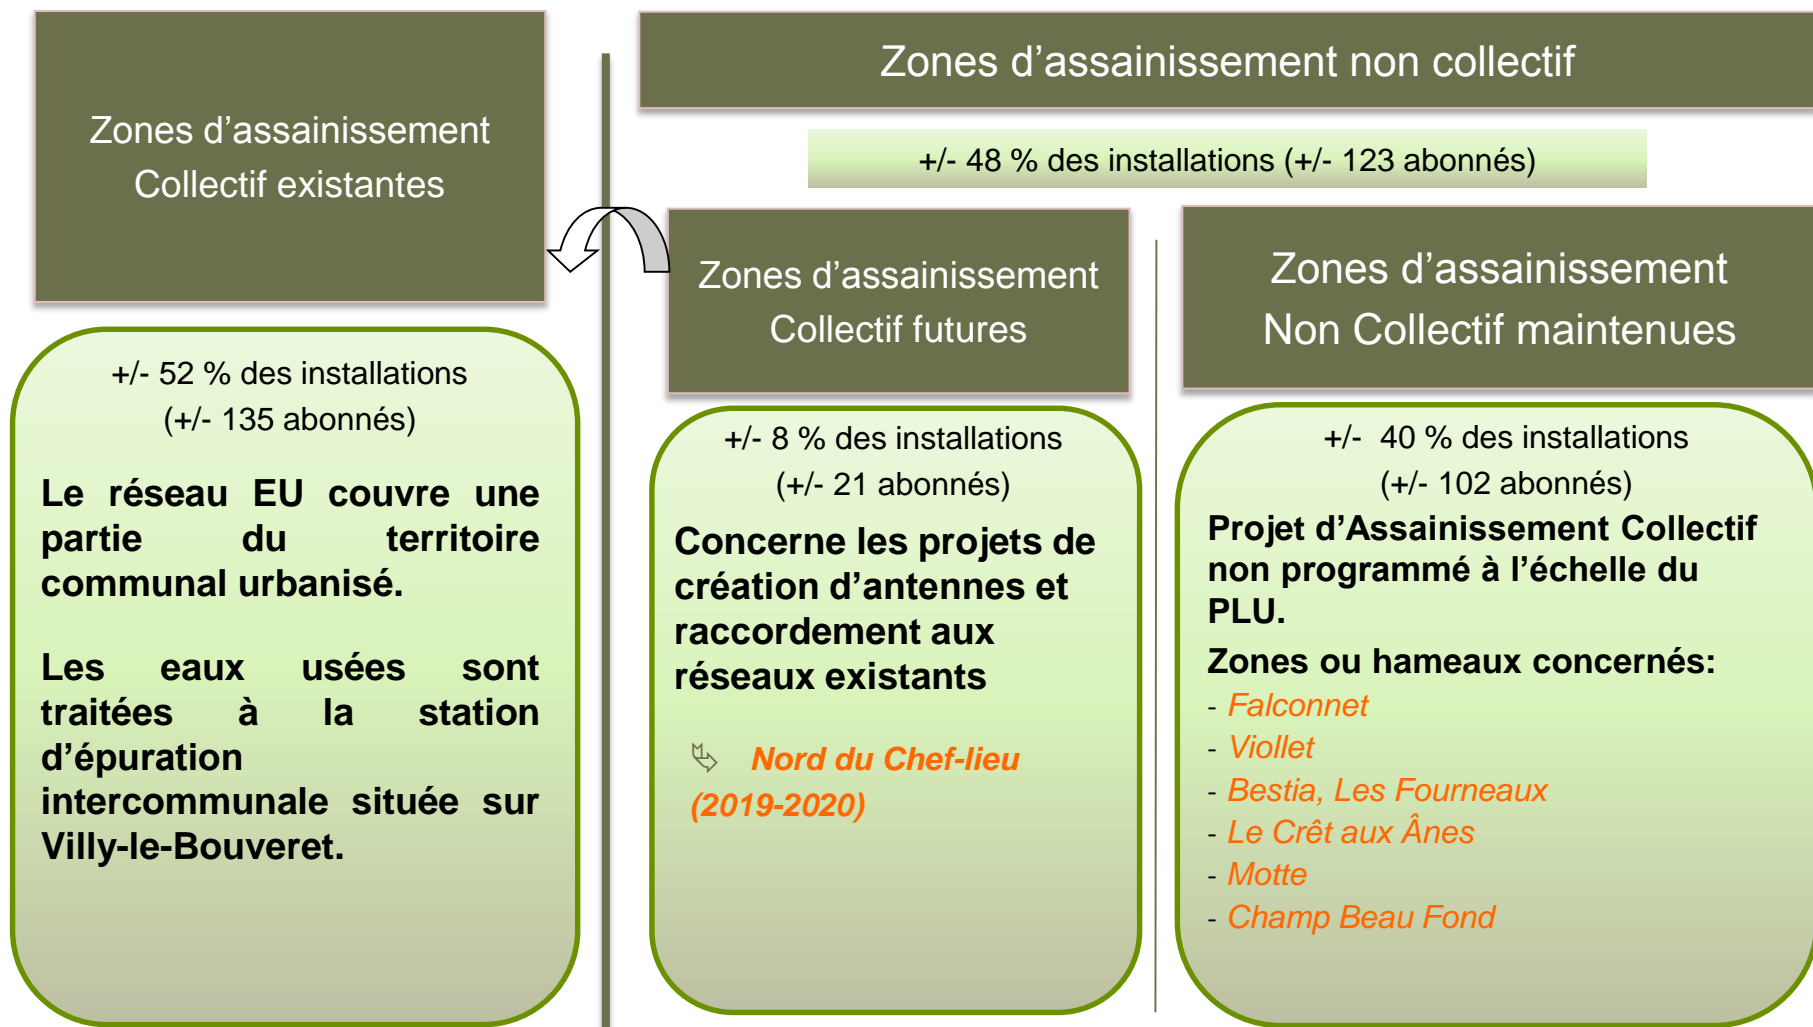 Zones d’assainissement
Collectif existantes
+/- 52 % des installations
(+/- 135 abonnés)
Le réseau EU couvre une
partie du territoire
communal urbanisé.
Les eaux usées sont
traitées à la station
d’épuration
intercommunale située sur
Villy-le-Bouveret.
Zones d’assainissement non collectif
+/- 48 % des installations (+/- 123 abonnés)
Zones d’assainissement
Collectif futures
+/- 8 % des installations
(+/- 21 abonnés)
Concerne les projets de
création d’antennes et
raccordement aux
réseaux existants
Nord du Chef-lieu
(2019-2020)
Zones d’assainissement
Non Collectif maintenues
+/- 40 % des installations
(+/- 102 abonnés)
Projet d’Assainissement Collectif
non programmé à l’échelle du
PLU.
Zones ou hameaux concernés:
- Falconnet
- Viollet
- Bestia, Les Fourneaux
- Le Crêt aux Ânes
- Motte
- Champ Beau Fond